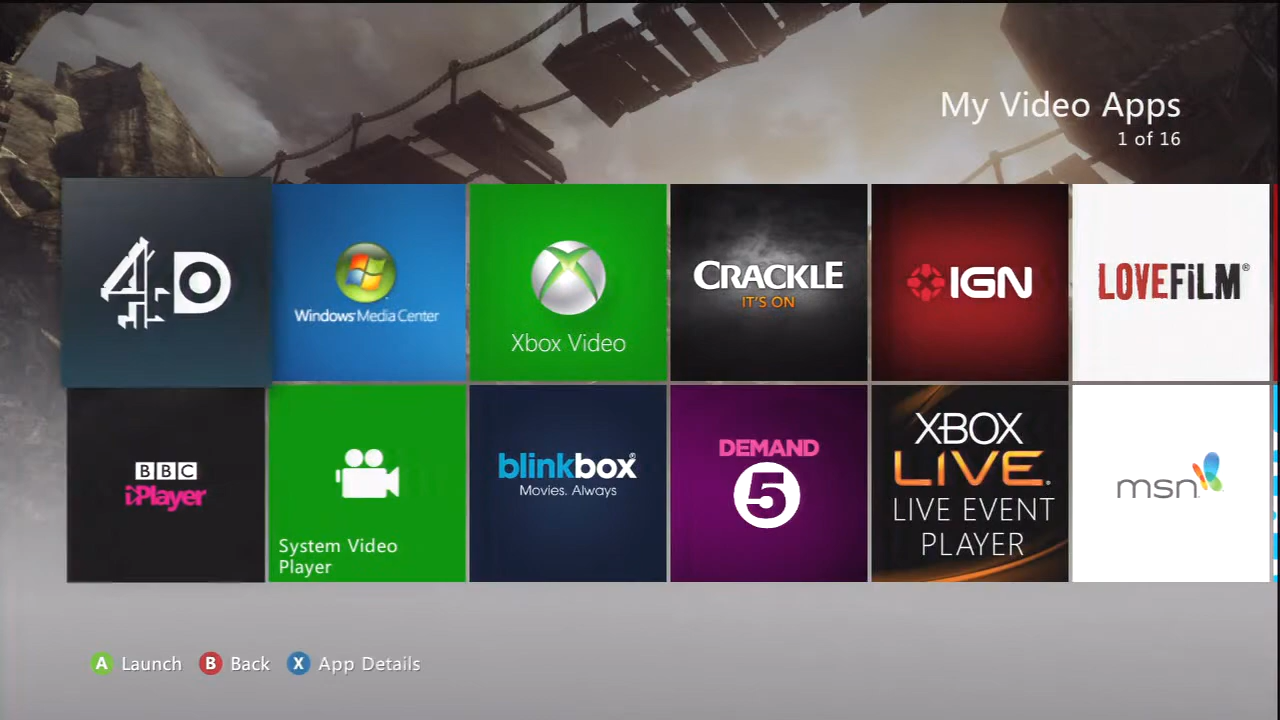 My Video Apps
1 of 16
4oD
Windows Media Center
Xbox Video
CRACKLE
IT'S ON
IGN
LOVEFiLM®
BBC
iPlayer
System Video
Player
blinkbox®
Movies. Always
DEMAND
5
XBOX
LIVE.
LIVE EVENT
PLAYER
msn
A Launch B Back X App Details